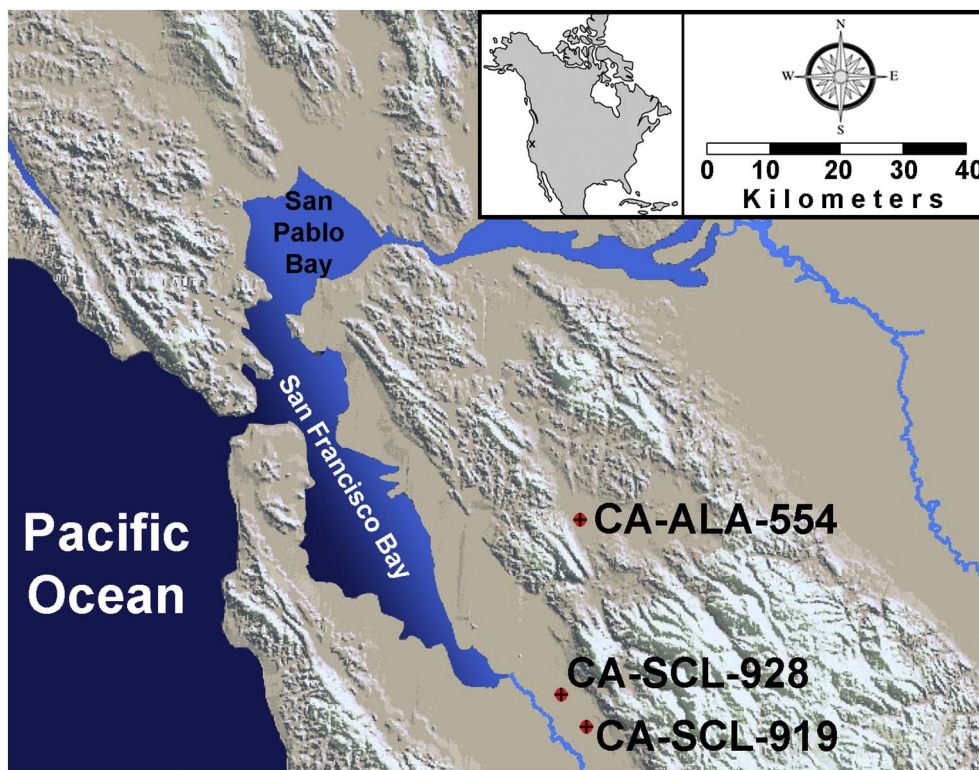 N
W E
S
0 10 20 30 40
Kilometers
x
San
Pablo
Bay
San Francisco Bay
Pacific
Ocean
CA-ALA-554
CA-SCL-928
CA-SCL-919